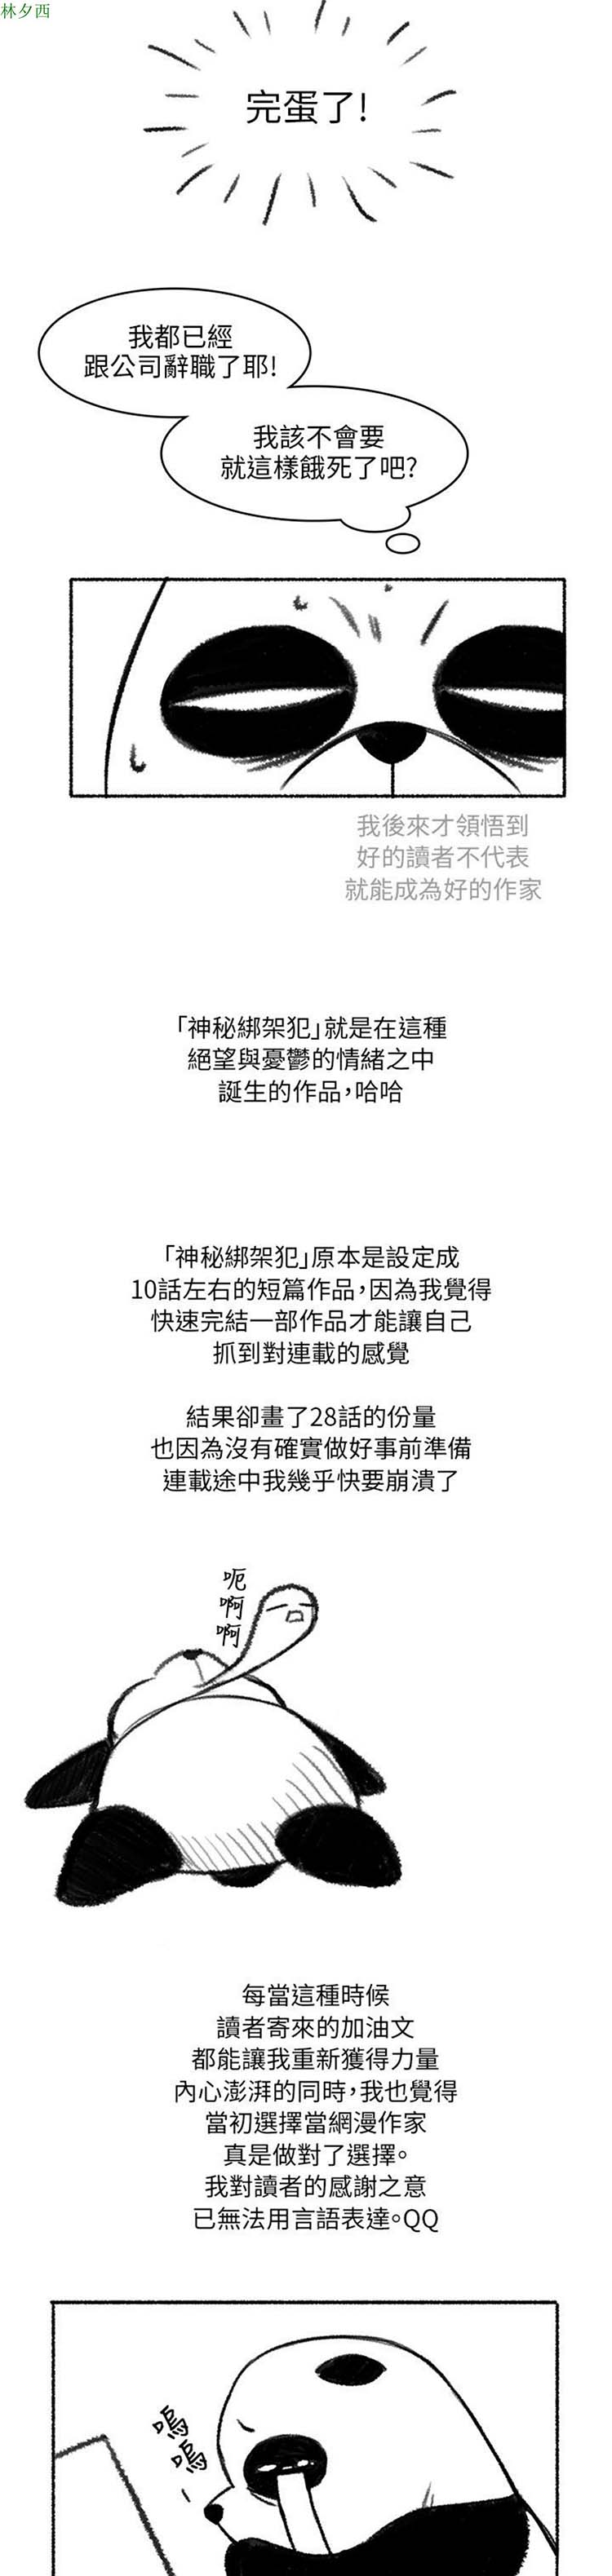 林夕西
完蛋了!
我都已經
跟公司辭職了耶!
我該不會要
就這樣餓死了吧?
我後來才領悟到
好的讀者不代表
就能成為好的作家
「神秘綁架犯」就是在這種
絕望與憂鬱的情緒之中
誕生的作品,哈哈
「神秘綁架犯」原本是設定成
10話左右的短篇作品,因為我覺得
快速完結一部作品才能讓自己
抓到對連載的感覺
結果卻畫了28話的份量
也因為沒有確實做好事前準備
連載途中我幾乎快要崩潰了
呃啊啊
每當這種時候
讀者寄來的加油文
都能讓我重新獲得力量
內心澎湃的同時,我也覺得
當初選擇當網漫作家
真是做對了選擇。
我對讀者的感謝之意
已無法用言語表達。QQ
嗚嗚